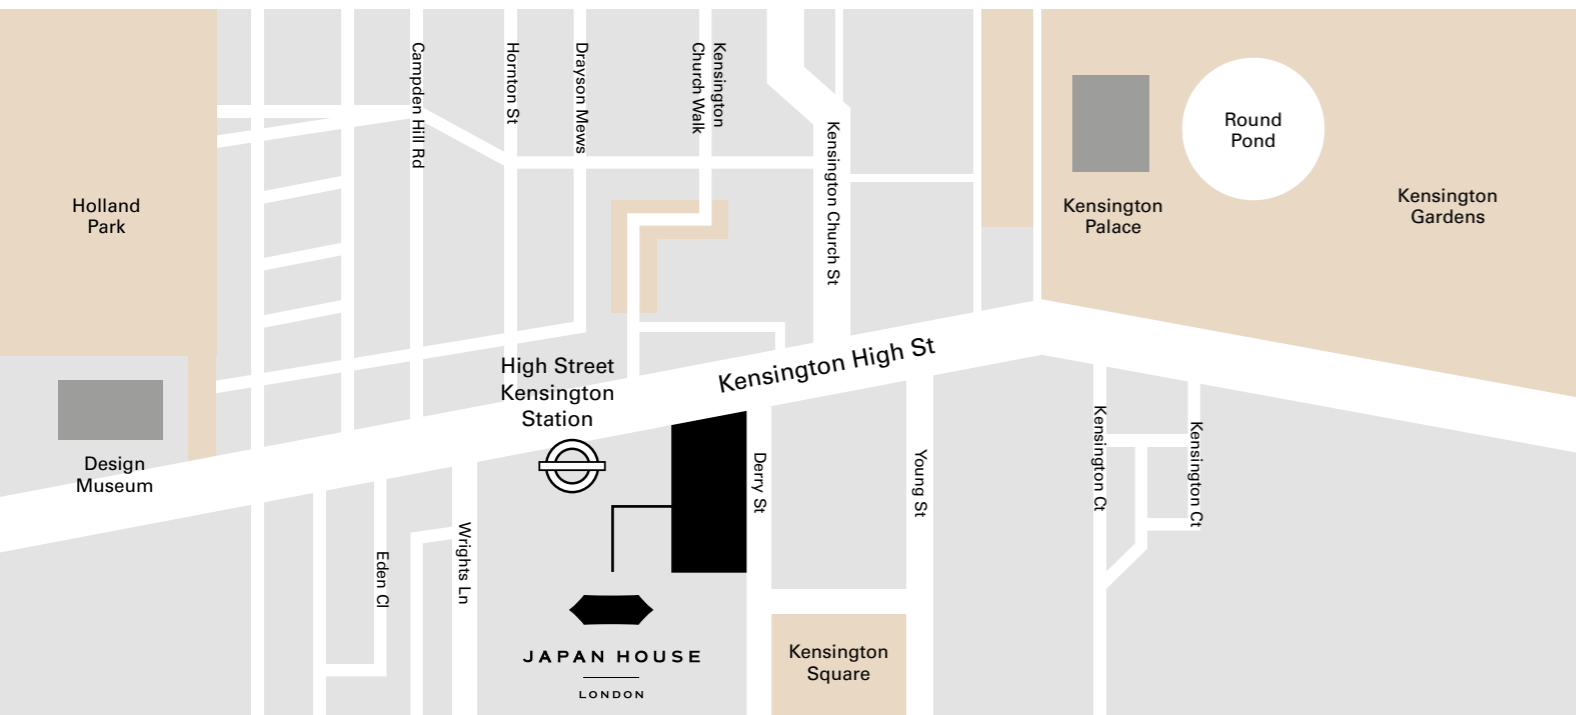 Campden Hill Rd
Hornton St
Drayson Mews
Kensington
Church Walk
Kensington Church St
Round
Pond
Holland
Park
Kensington
Palace
Kensington
Gardens
High Street
Kensington
Station
Kensington High St
Design
Museum
Derry St
Young St
Kensington Ct
Kensington Ct
Wrights Ln
Eden Cl
JAPAN HOUSE
LONDON
Kensington
Square